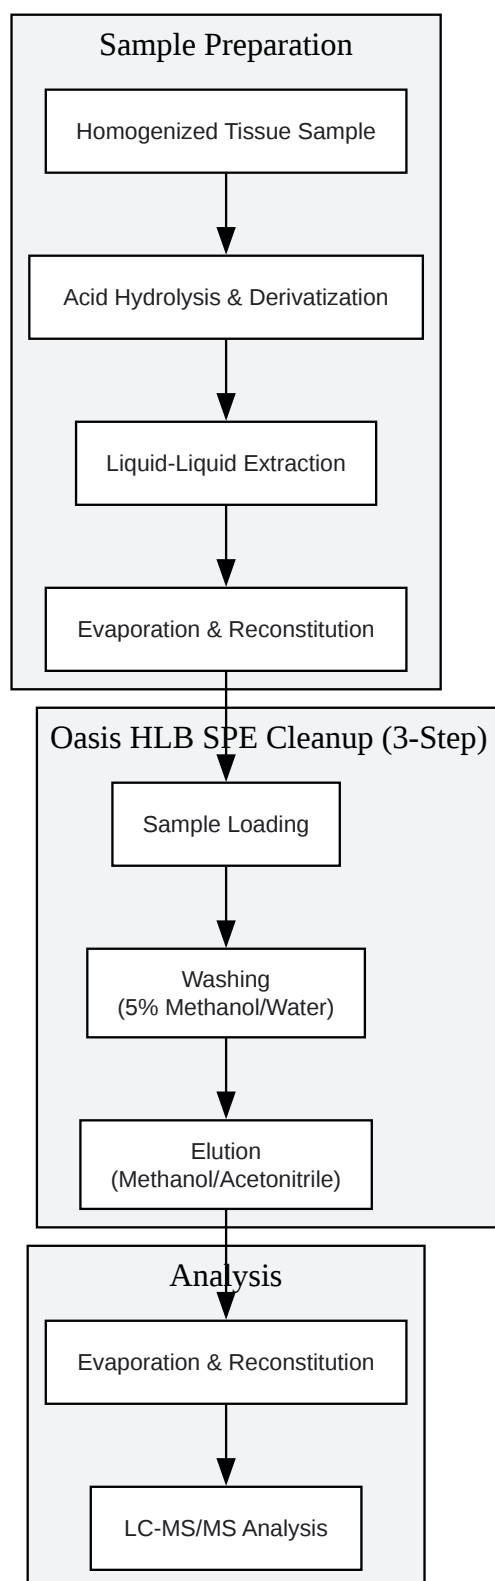 Sample Preparation
Homogenized Tissue Sample
Acid Hydrolysis & Derivatization
Liquid-Liquid Extraction
Evaporation & Reconstitution
Oasis HLB SPE Cleanup (3-Step)
Sample Loading
Washing
(5% Methanol/Water)
Elution
(Methanol/Acetonitrile)
Analysis
Evaporation & Reconstitution
LC-MS/MS Analysis